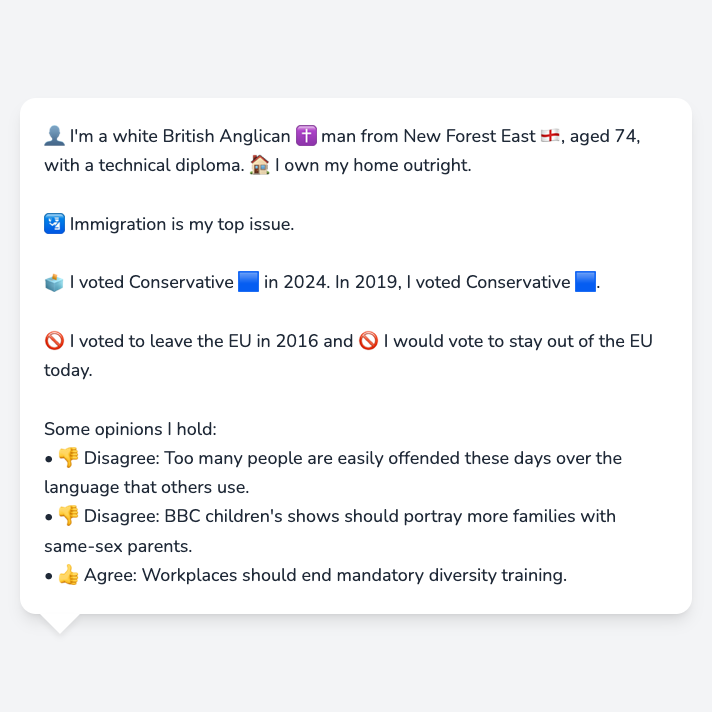 👤 I'm a white British Anglican ✝️ man from New Forest East 🏴󠁧󠁢󠁥󠁮󠁧󠁿, aged 74,
with a technical diploma. 🏠 I own my home outright.
🛂 Immigration is my top issue.
🗳️ I voted Conservative 🟦 in 2024. In 2019, I voted Conservative 🟦.
🚫 I voted to leave the EU in 2016 and 🚫 I would vote to stay out of the EU
today.
Some opinions I hold:
• 👎 Disagree: Too many people are easily offended these days over the
language that others use.
• 👎 Disagree: BBC children's shows should portray more families with
same-sex parents.
• 👍 Agree: Workplaces should end mandatory diversity training.